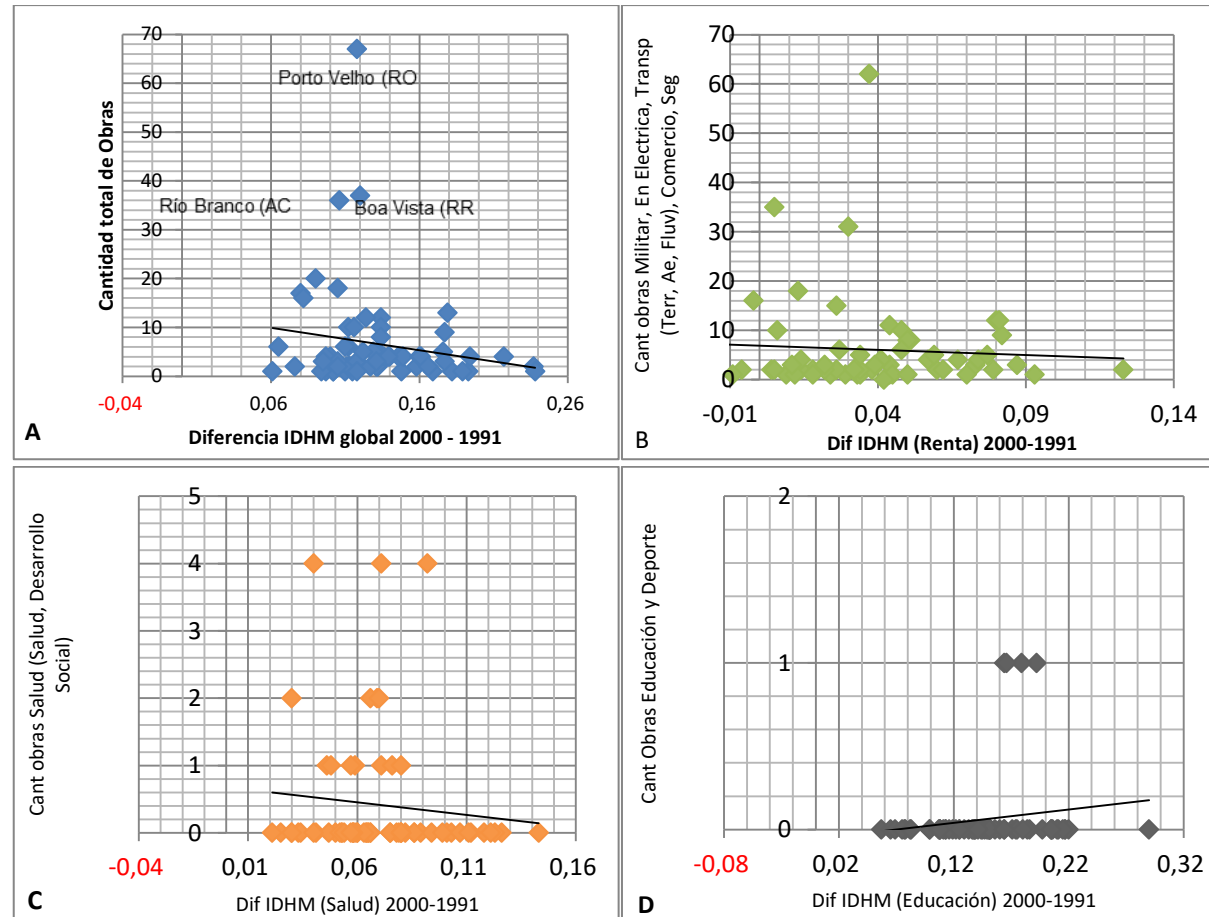 70
60
50
40
30
20
10
0
Porto Velho (RO
Río Branco (AC
Boa Vista (RR
Cantidad total de Obras
-0,04
0,06
0,16
0,26
A
Diferencia IDHM global 2000 - 1991
70
60
50
40
30
20
10
0
Cant obras Militar, En Electrica, Transp
(Terr, Ae, Fluv), Comercio, Seg
-0,01
0,04
0,09
0,14
B
Dif IDHM (Renta) 2000-1991
5
4
3
2
1
0
Cant obras Salud (Salud, Desarrollo
Social)
-0,04
0,01
0,06
0,11
0,16
C
Dif IDHM (Salud) 2000-1991
2
1
0
Cant Obras Educación y Deporte
-0,08
0,02
0,12
0,22
0,32
D
Dif IDHM (Educación) 2000-1991